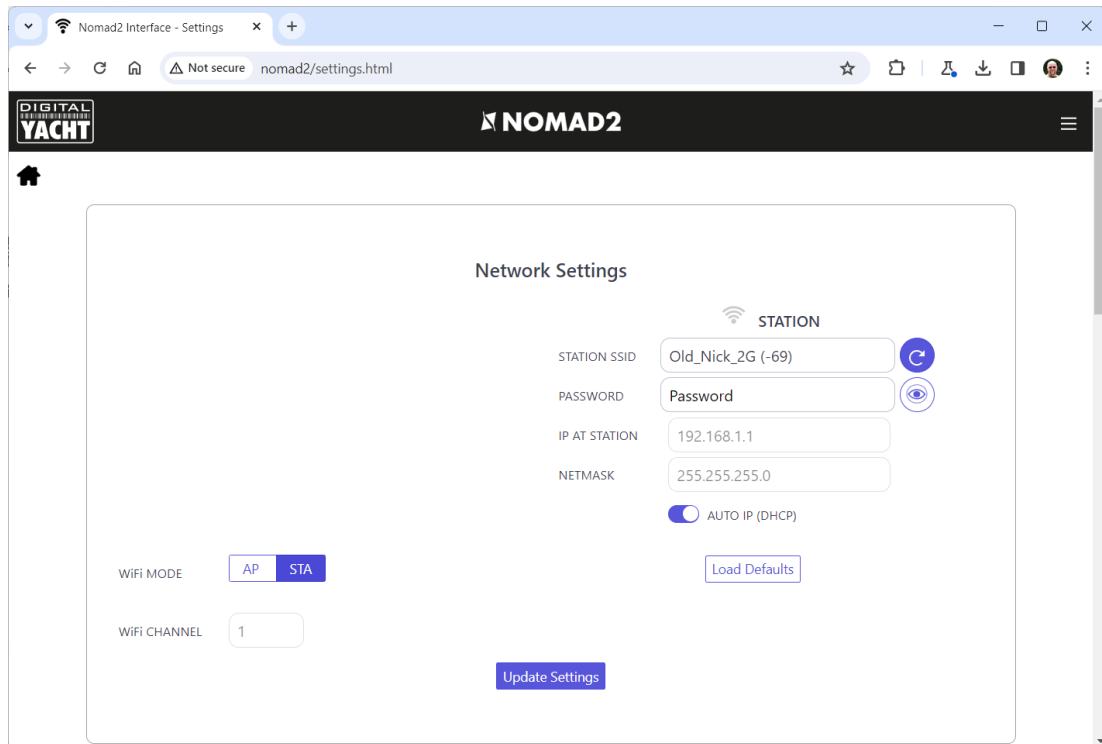 Nomad2 Interface - Settings
Not secure nomad2/settings.html
DIGITAL
YACHT
NOMAD2
Network Settings
STATION
STATION SSID Old_Nick_2G (-69)
PASSWORD Password
IP AT STATION 192.168.1.1
NETMASK 255.255.255.0
AUTO IP (DHCP)
WiFi MODE AP STA Load Defaults
WiFi CHANNEL 1
Update Settings